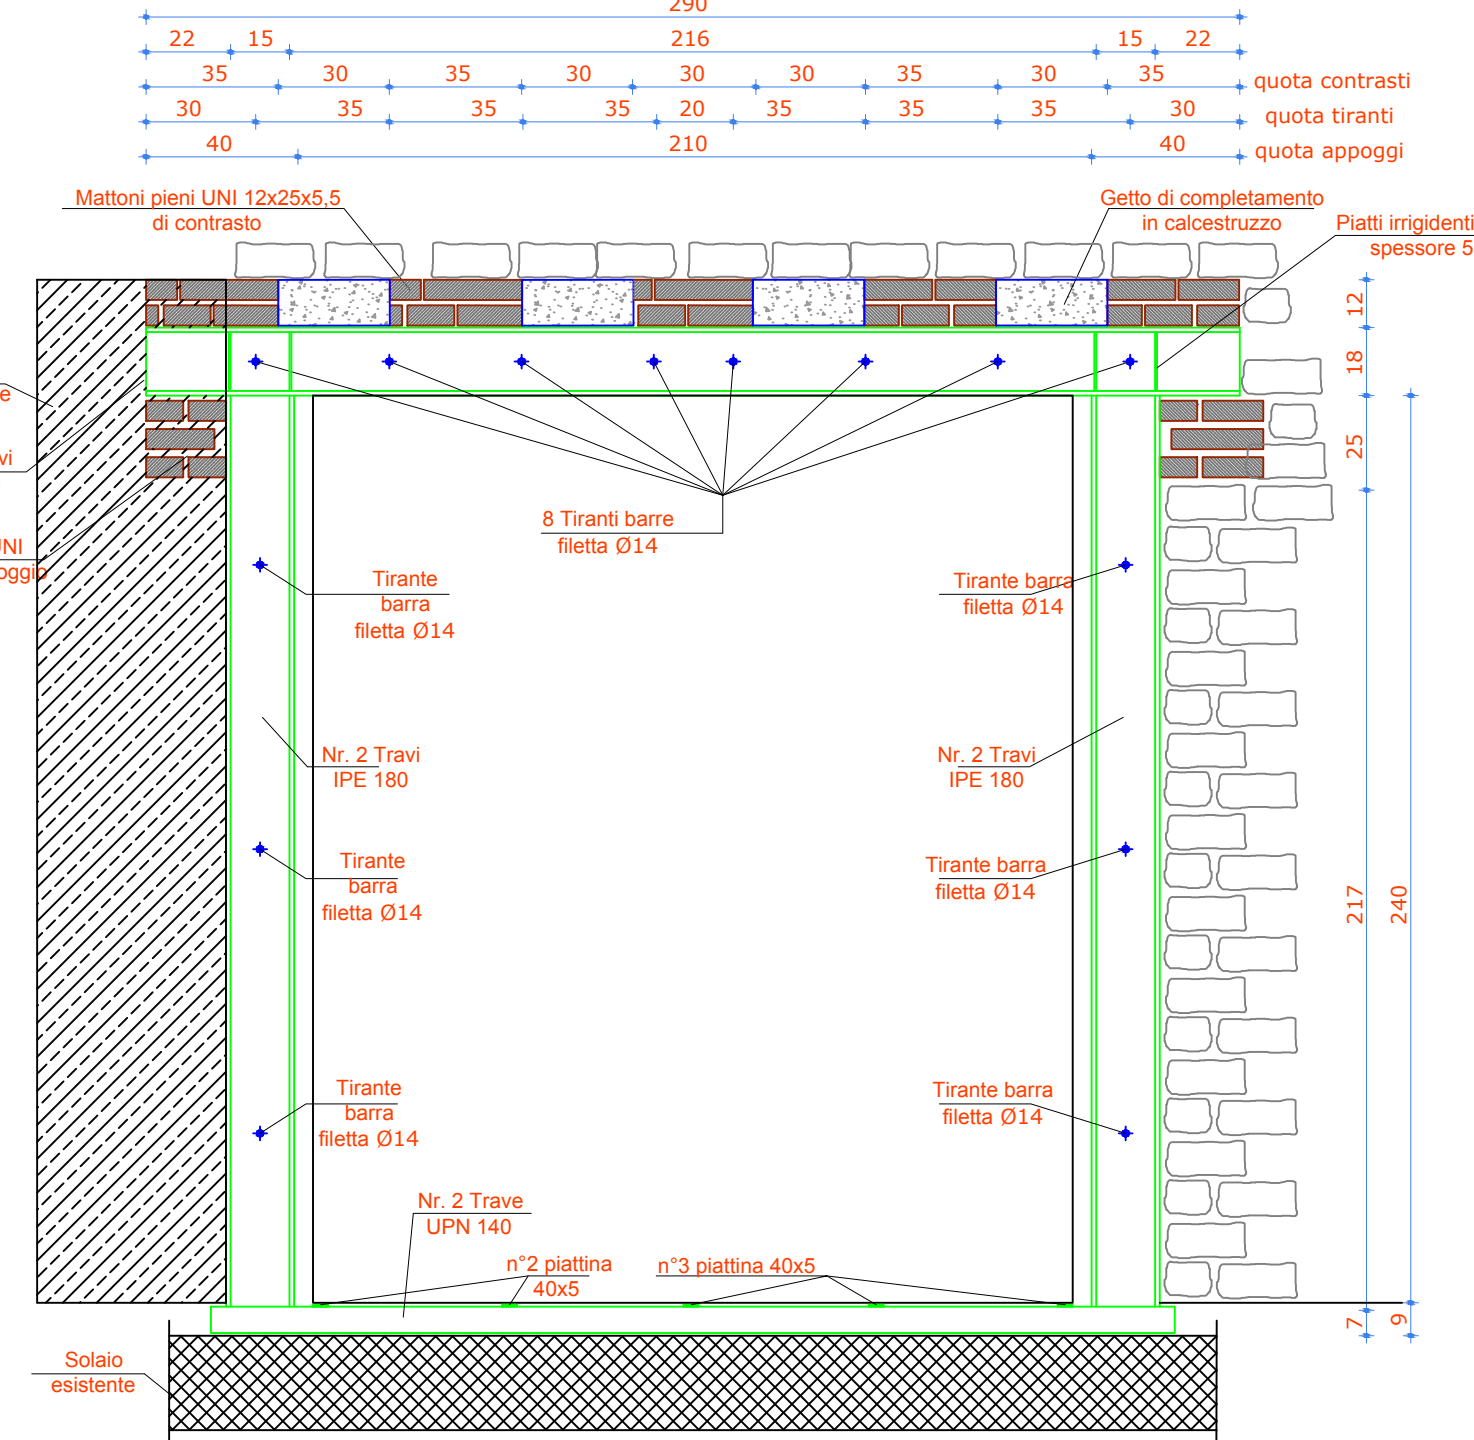 290
22 15 216 15 22
35 30 35 30 30 30 35 30 35 quota contrasti
30 35 35 35 20 35 35 35 30 quota tiranti
40 210 40 quota appoggi
Mattoni pieni UNI 12x25x5,5
di contrasto
Getto di completamento
in calcestruzzo
Piatti irrigidenti
spessore 5
12
18
25
217
240
7
9
8 Tiranti barre
filetta Ø14
Tirante
barra
filetta Ø14
Tirante barra
filetta Ø14
Nr. 2 Travi
IPE 180
Nr. 2 Travi
IPE 180
Tirante
barra
filetta Ø14
Tirante barra
filetta Ø14
Tirante
barra
filetta Ø14
Tirante barra
filetta Ø14
Nr. 2 Trave
UPN 140
n°2 piattina
40x5
n°3 piattina 40x5
Solaio
esistente